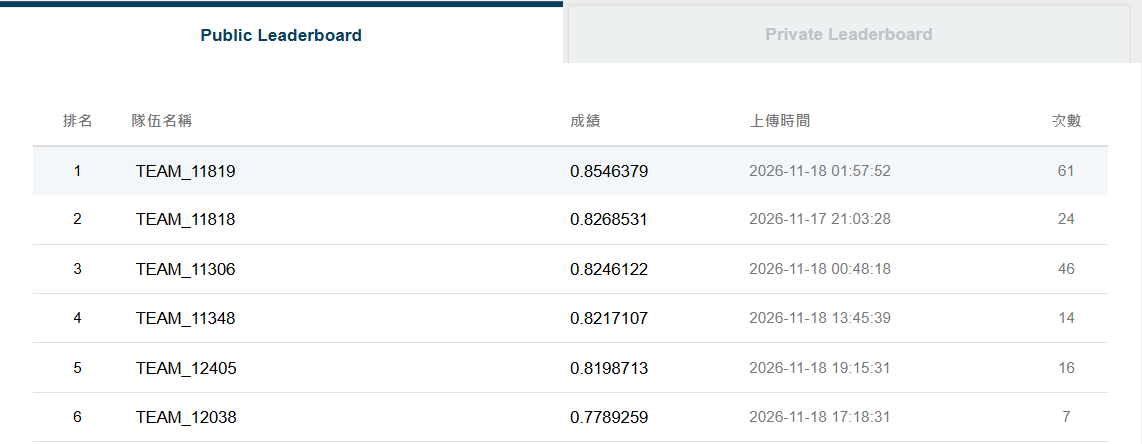 Public Leaderboard Private Leaderboard
排名 隊伍名稱 成績 上傳時間 次數
1 TEAM_11819 0.8546379 2026-11-18 01:57:52 61
2 TEAM_11818 0.8268531 2026-11-17 21:03:28 24
3 TEAM_11306 0.8246122 2026-11-18 00:48:18 46
4 TEAM_11348 0.8217107 2026-11-18 13:45:39 14
5 TEAM_12405 0.8198713 2026-11-18 19:15:31 16
6 TEAM_12038 0.7789259 2026-11-18 17:18:31 7